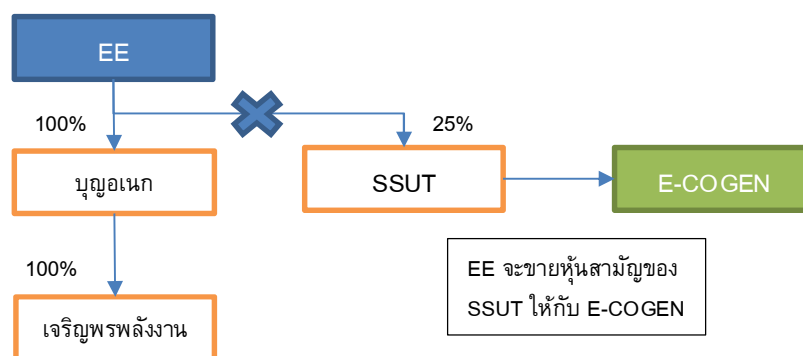 EE
100%
25%
บุญอเนก
SSUT
E-COGEN
100%
EE จะขายหุ้นสามัญของ
SSUT ให้กับ E-COGEN
เจริญพรพลังงาน